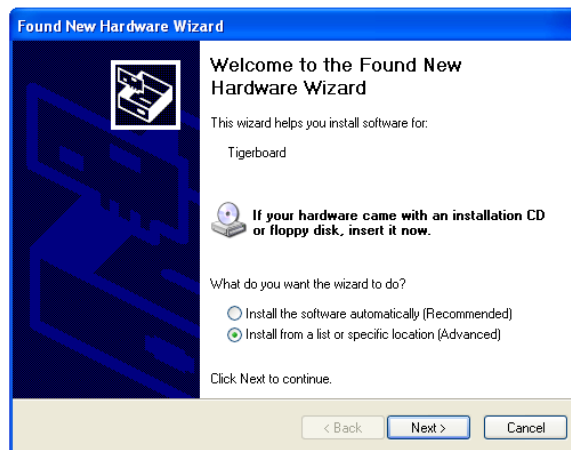 Found New Hardware Wizard
Welcome to the Found New
Hardware Wizard
This wizard helps you install software for:
Tigerboard
If your hardware came with an installation CD
or floppy disk, insert it now.
What do you want the wizard to do?
Install the software automatically (Recommended)
Install from a list or specific location (Advanced)
Click Next to continue.
< Back Next > Cancel